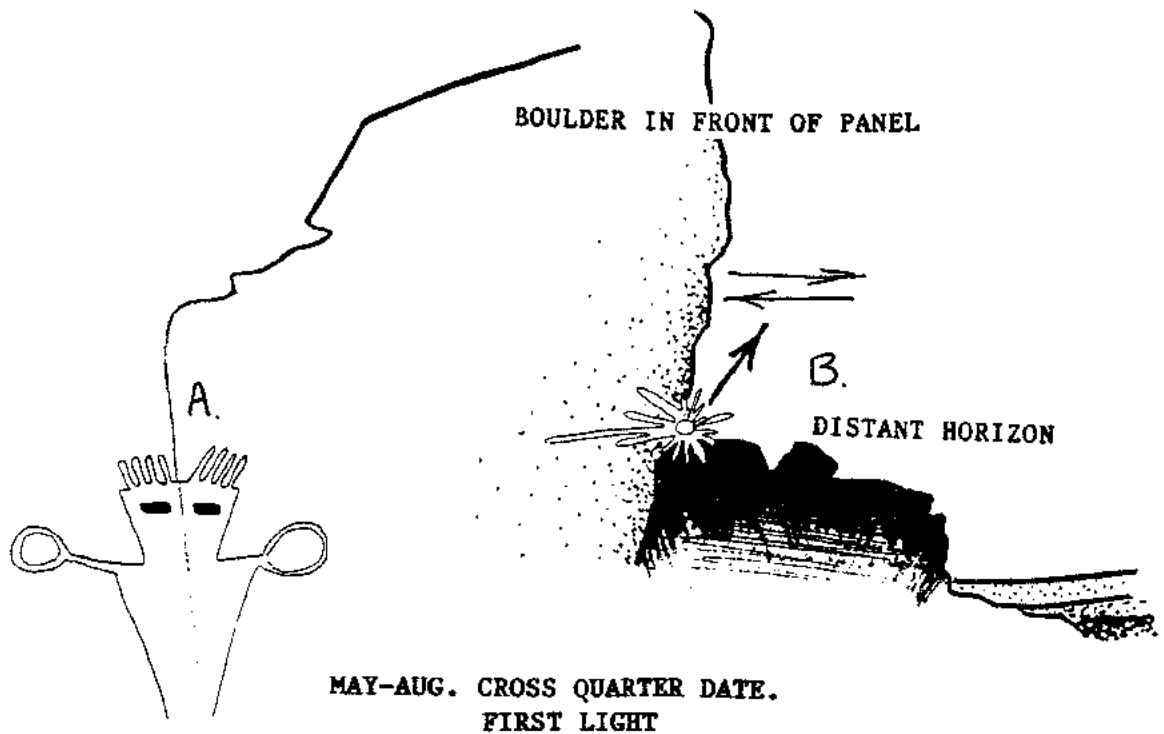 BOULDER IN FRONT OF PANEL
A.
B.
DISTANT HORIZON
MAY-AUG. CROSS QUARTER DATE.
FIRST LIGHT